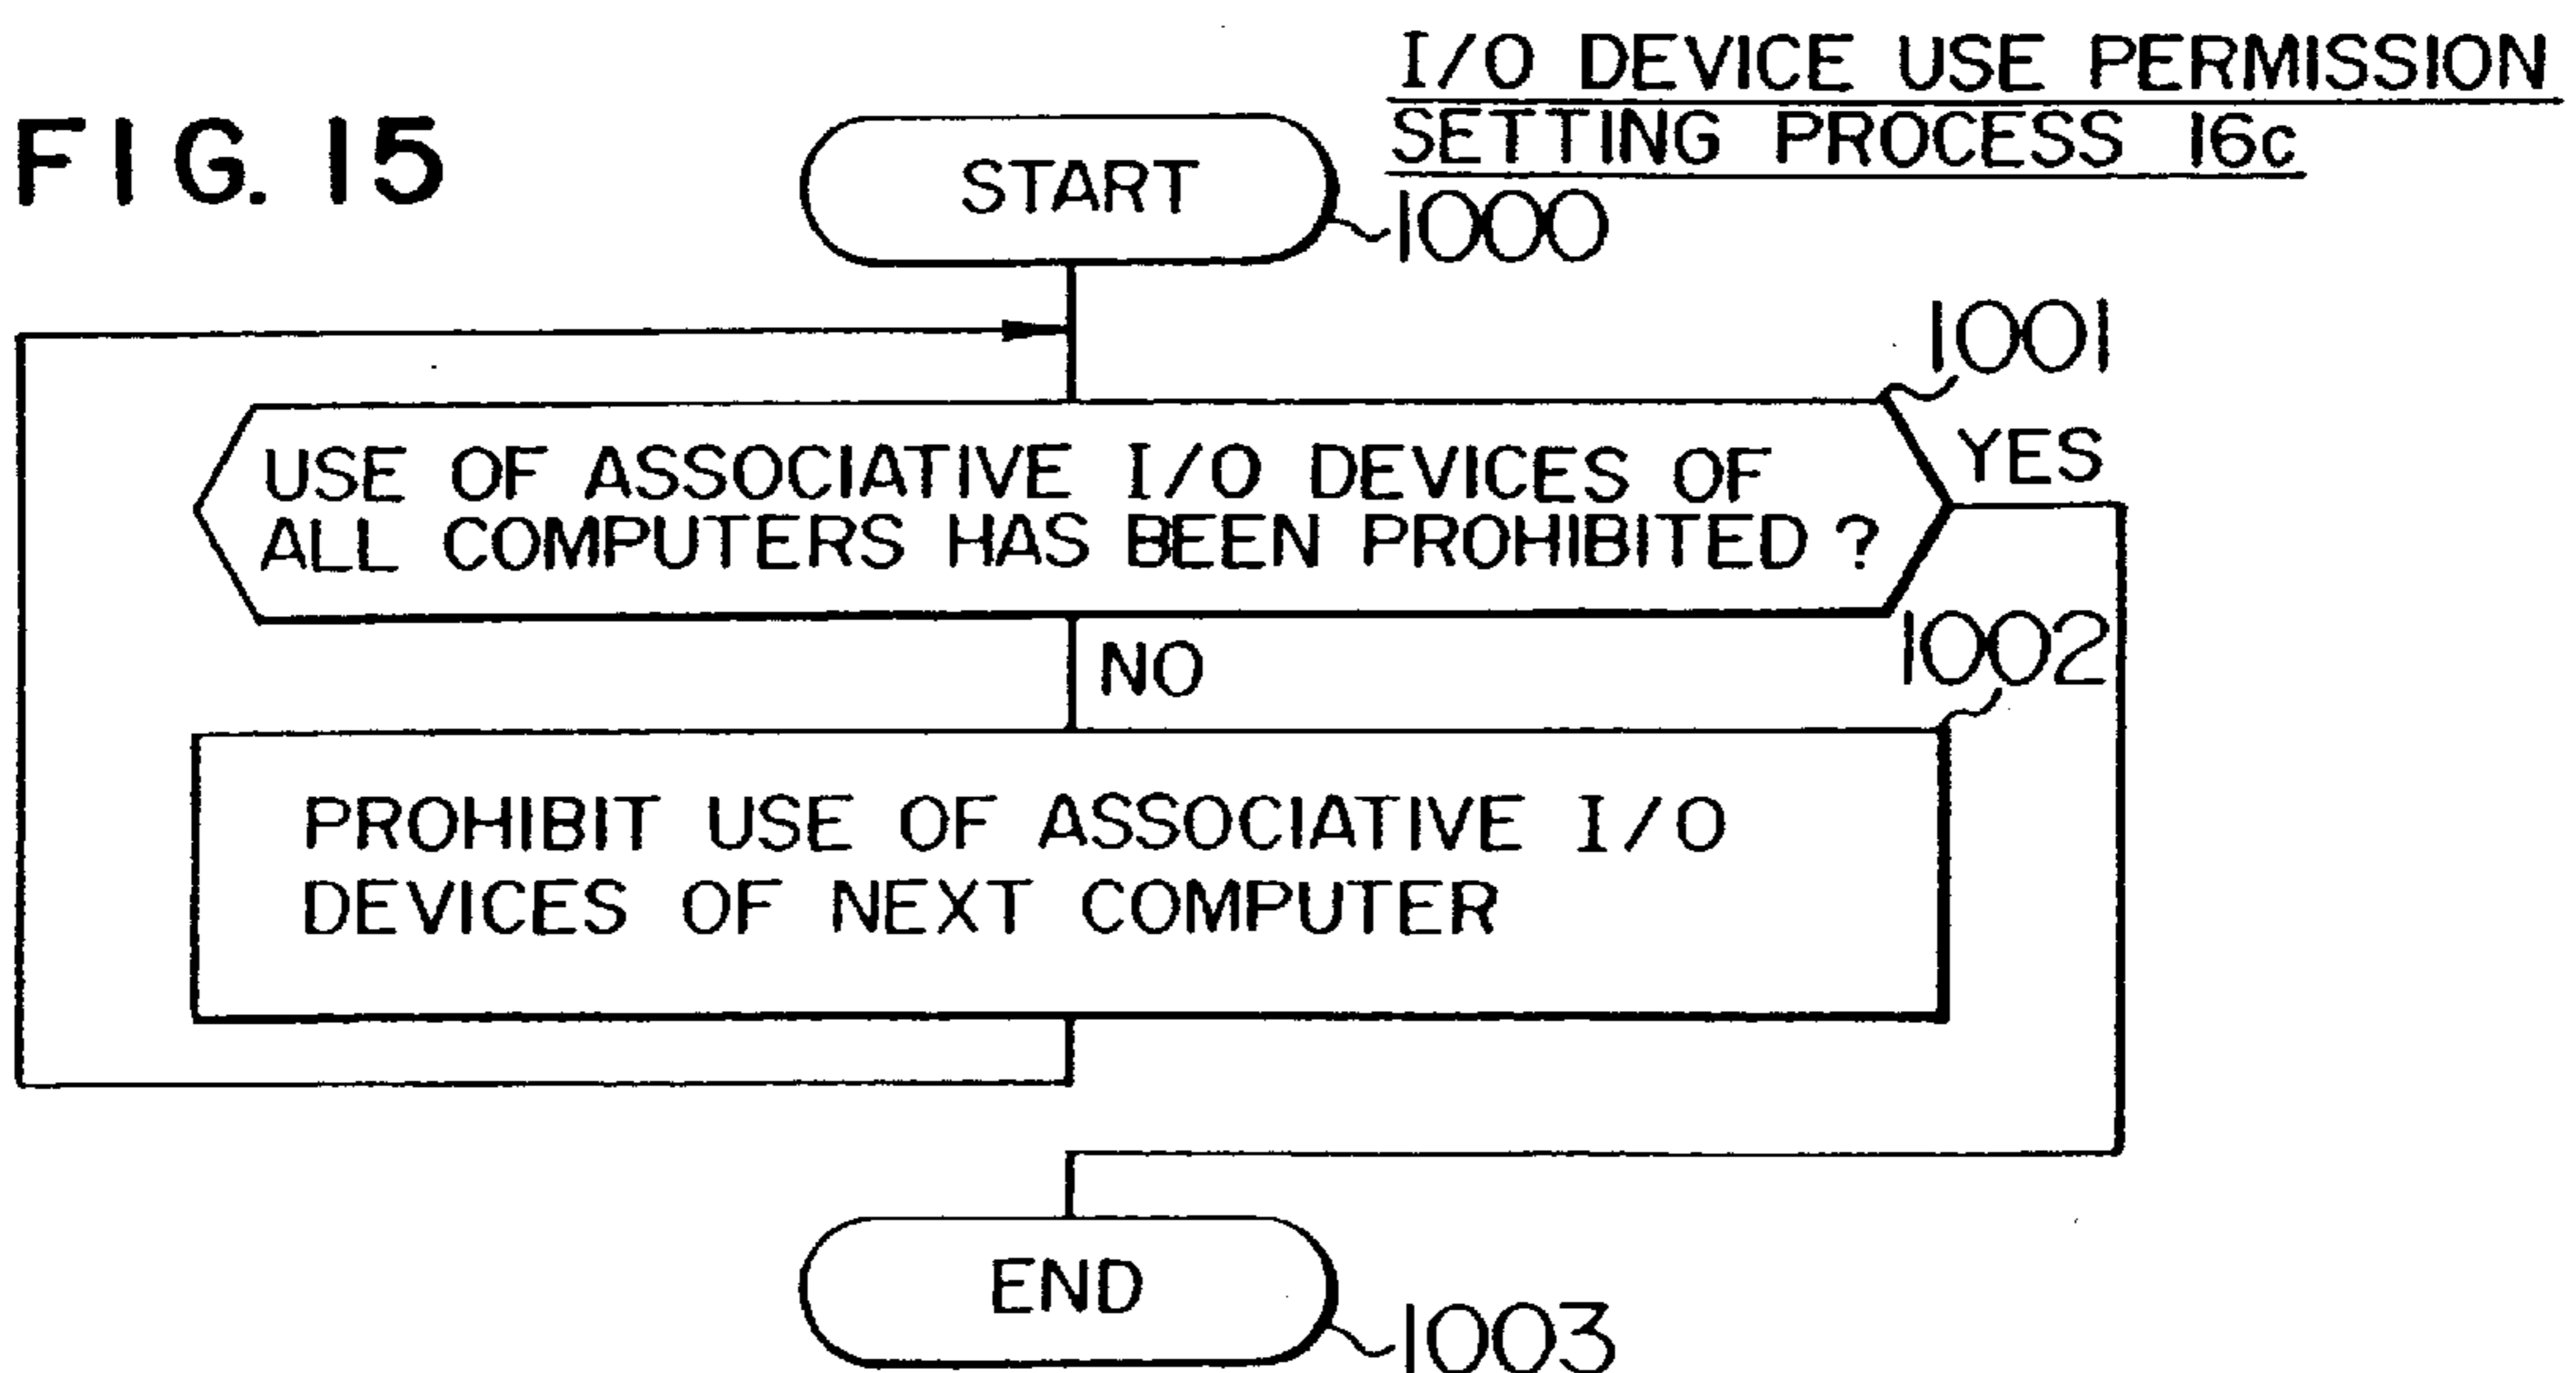 I/O DEVICE USE PERMISSION
SETTING PROCESS 16c
FIG. 15
START
1000
1001
USE OF ASSOCIATIVE I/O DEVICES OF
ALL COMPUTERS HAS BEEN PROHIBITED ?
YES
NO
1002
PROHIBIT USE OF ASSOCIATIVE I/O
DEVICES OF NEXT COMPUTER
END
1003